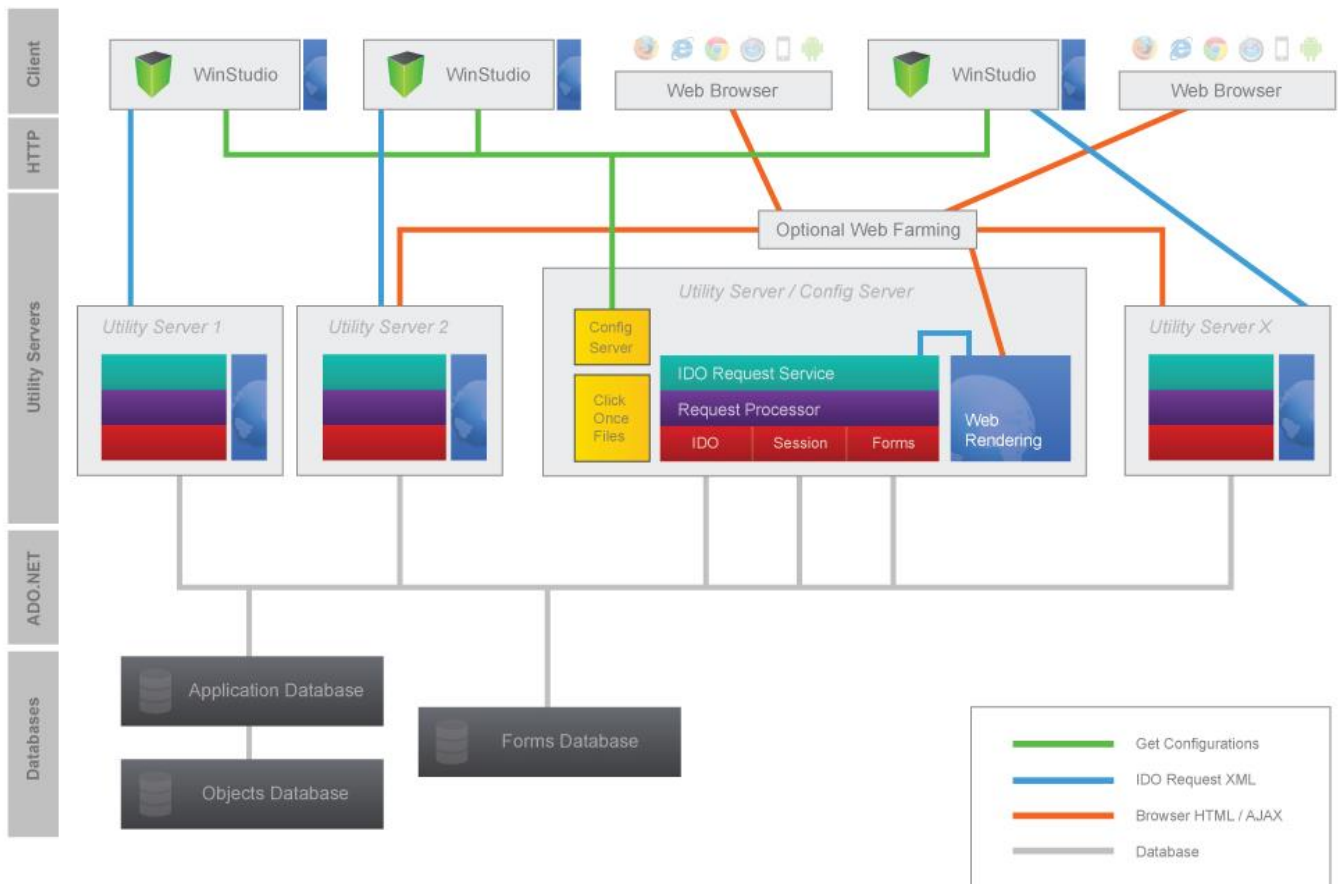 Client
WinStudio
WinStudio
Web Browser
WinStudio
Web Browser
HTTP
Optional Web Farming
Utility Servers
Utility Server 1
Utility Server 2
Utility Server / Config Server
Config
Server
Click
Once
Files
IDO Request Service
Request Processor
IDO
Session
Forms
Web
Rendering
Utility Server X
ADO.NET
Databases
Application Database
Objects Database
Forms Database
Get Configurations
IDO Request XML
Browser HTML / AJAX
Database